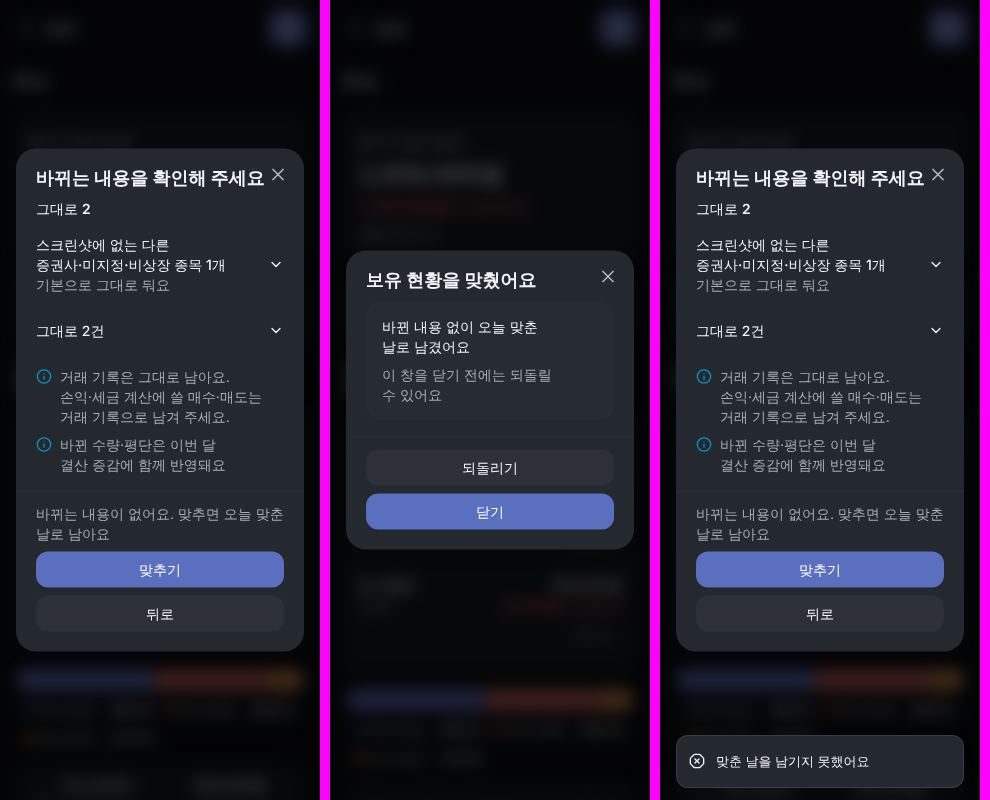 바뀌는 내용을 확인해 주세요
그대로 2
스크린샷에 없는 다른
증권사·미지정·비상장 종목 1개
기본으로 그대로 둬요
그대로 2건
거래 기록은 그대로 남아요.
손익·세금 계산에 쓸 매수·매도는
거래 기록으로 남겨 주세요.
바뀐 수량·평단은 이번 달
결산 증감에 함께 반영돼요
바뀌는 내용이 없어요. 맞추면 오늘 맞춘
날로 남아요
맞추기
뒤로
보유 현황을 맞췄어요
바뀐 내용 없이 오늘 맞춘
날로 남겼어요
이 창을 닫기 전에는 되돌릴
수 있어요
되돌리기
닫기
바뀌는 내용을 확인해 주세요
그대로 2
스크린샷에 없는 다른
증권사·미지정·비상장 종목 1개
기본으로 그대로 둬요
그대로 2건
거래 기록은 그대로 남아요.
손익·세금 계산에 쓸 매수·매도는
거래 기록으로 남겨 주세요.
바뀐 수량·평단은 이번 달
결산 증감에 함께 반영돼요
바뀌는 내용이 없어요. 맞추면 오늘 맞춘
날로 남아요
맞추기
뒤로
맞춘 날을 남기지 못했어요